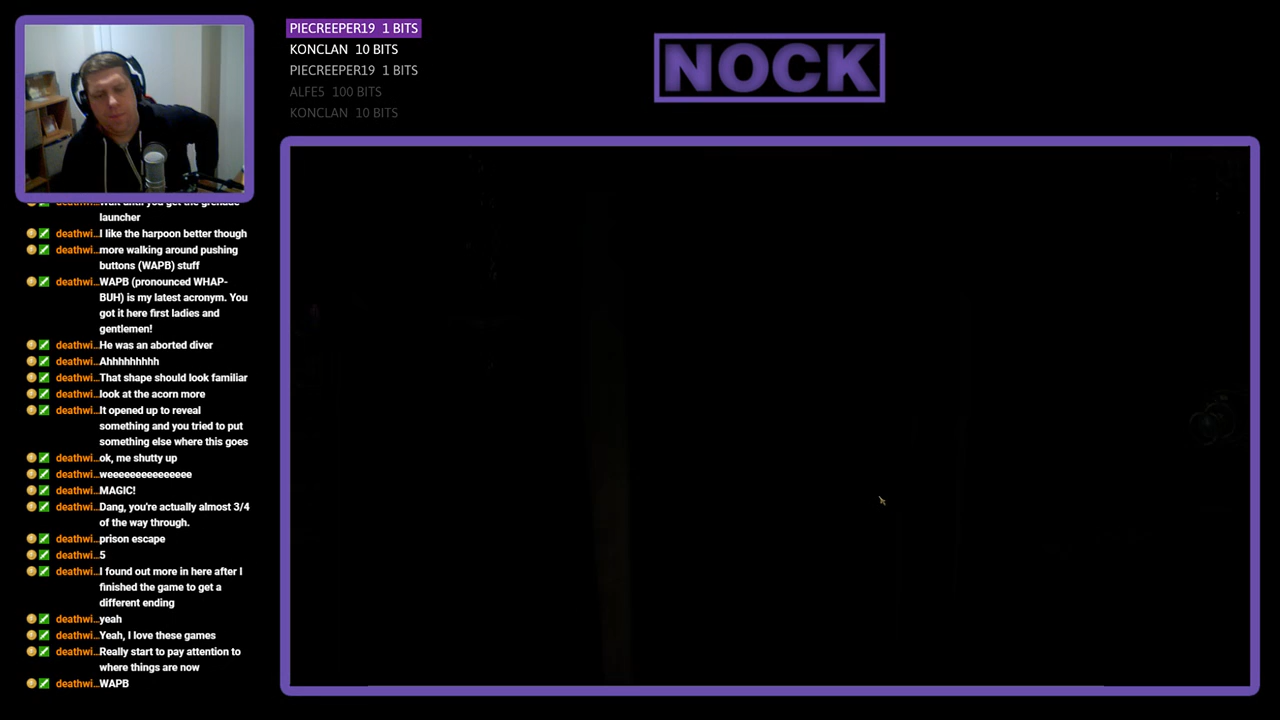 PIECREEPER19 1 BITS
KONCLAN 10 BITS
PIECREEPER19 1 BITS
ALFE5 100 BITS
KONCLAN 10 BITS
NOCK
launcher
deathwi...I like the harpoon better though
deathwi...more walking around pushing
buttons (WAPB) stuff
deathwi...WAPB (pronounced WHAP-
BUH) is my latest acronym. You
got it here first ladies and
gentlemen!
deathwi...He was an aborted diver
deathwi...Ahhhhhhhhh
deathwi...That shape should look familiar
deathwi...look at the acorn more
deathwi...It opened up to reveal
something and you tried to put
something else where this goes
deathwi...ok, me shutty up
deathwi...weeeeeeeeeeeeeee
deathwi...MAGIC!
deathwi...Dang, you're actually almost 3/4
of the way through.
deathwi...prison escape
deathwi...5
deathwi...I found out more in here after I
finished the game to get a
different ending
deathwi...yeah
deathwi...Yeah, I love these games
deathwi...Really start to pay attention to
where things are now
deathwi...WAPB